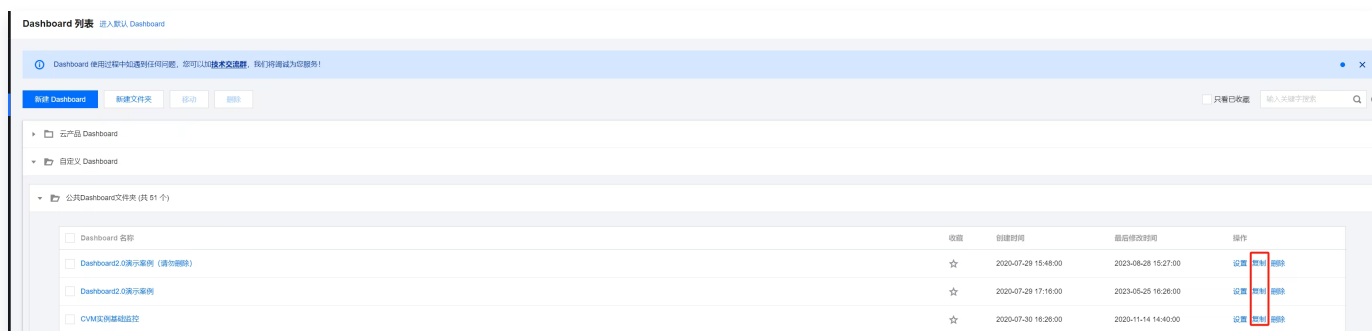 Dashboard 列表 进入默认 Dashboard
Dashboard 使用过程中如遇到任何问题，您可以加技术交流群，我们将竭诚为您服务！
新建 Dashboard 新建文件夹 移动 删除 只看已收藏 输入关键字搜索
云产品 Dashboard
自定义 Dashboard
公共Dashboard文件夹 (共 51 个)
Dashboard 名称 收藏 创建时间 最后修改时间 操作
Dashboard2.0演示案例（请勿删除） 2020-07-29 15:48:00 2023-08-28 15:27:00 设置 复制 删除
Dashboard2.0演示案例 2020-07-29 17:16:00 2023-05-25 16:26:00 设置 复制 删除
CVM实例基础监控 2020-07-30 16:26:00 2020-11-14 14:40:00 设置 复制 删除